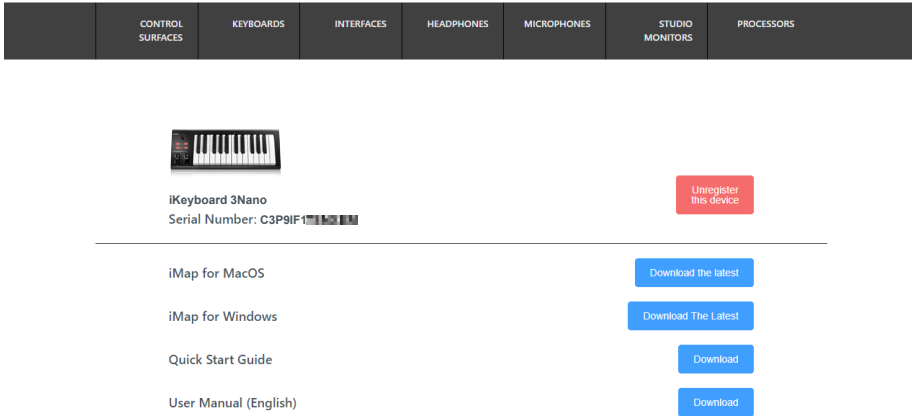 CONTROL SURFACES
KEYBOARDS
INTERFACES
HEADPHONES
MICROPHONES
STUDIO MONITORS
PROCESSORS
iKeyboard 3Nano
Serial Number: C3P9IF1
Unregister
this device
iMap for MacOS
Download the latest
iMap for Windows
Download The Latest
Quick Start Guide
Download
User Manual (English)
Download